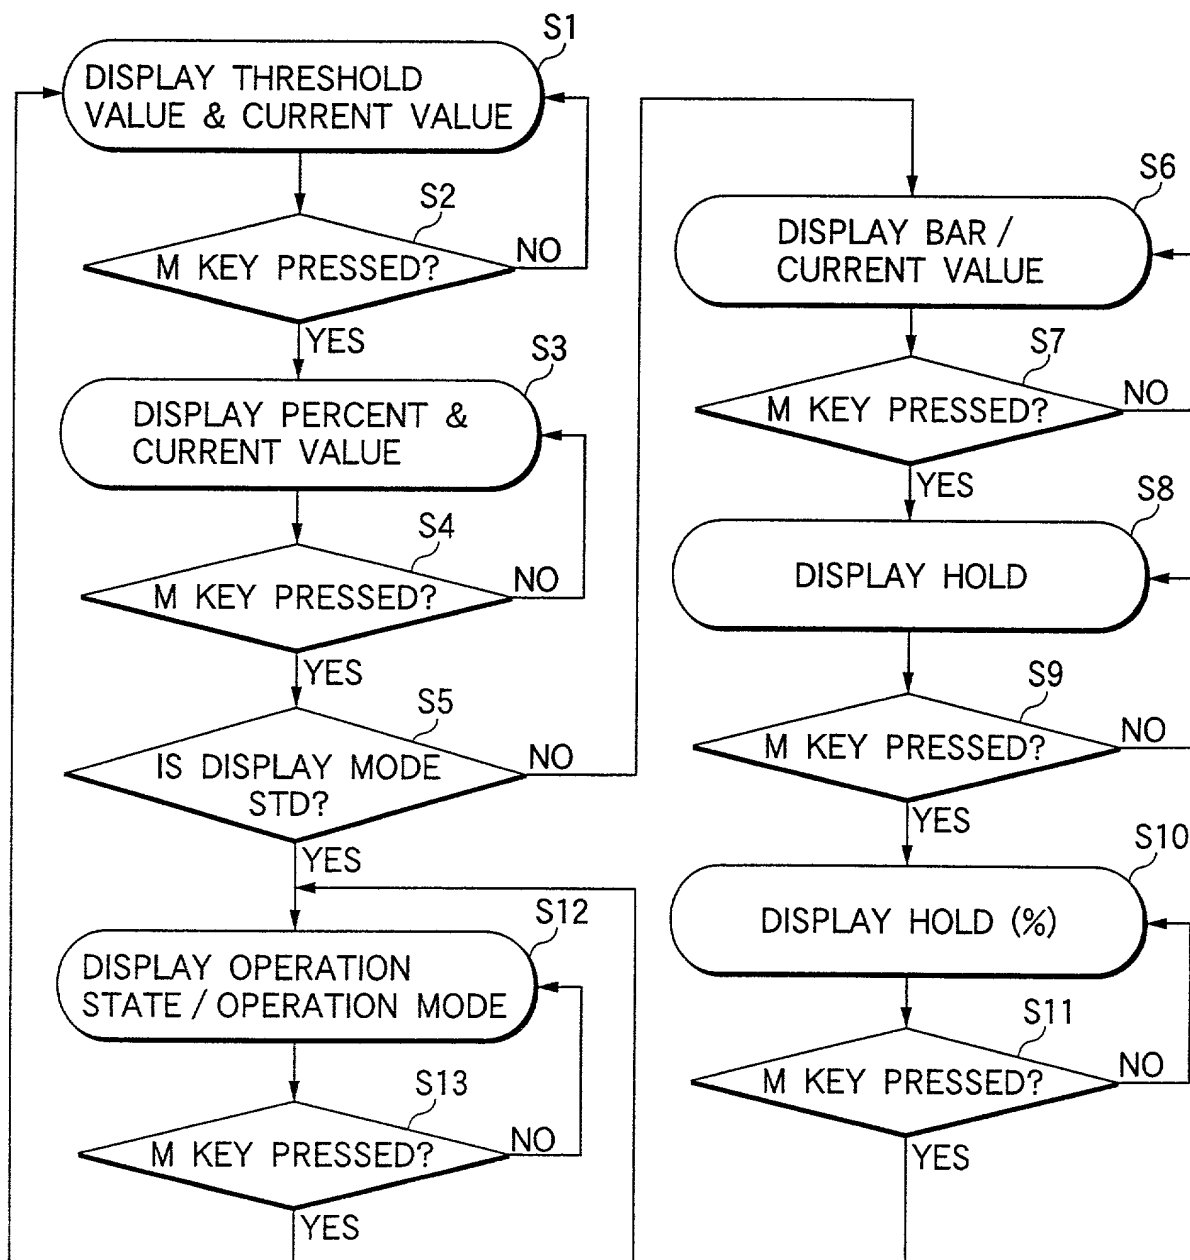 S1
DISPLAY THRESHOLD
VALUE & CURRENT VALUE
S2
M KEY PRESSED?
NO
YES
S3
DISPLAY PERCENT &
CURRENT VALUE
S4
M KEY PRESSED?
NO
YES
S5
IS DISPLAY MODE
STD?
NO
YES
S12
DISPLAY OPERATION
STATE / OPERATION MODE
S13
M KEY PRESSED?
NO
YES
S6
DISPLAY BAR /
CURRENT VALUE
S7
M KEY PRESSED?
NO
YES
S8
DISPLAY HOLD
S9
M KEY PRESSED?
NO
YES
S10
DISPLAY HOLD (%)
S11
M KEY PRESSED?
NO
YES